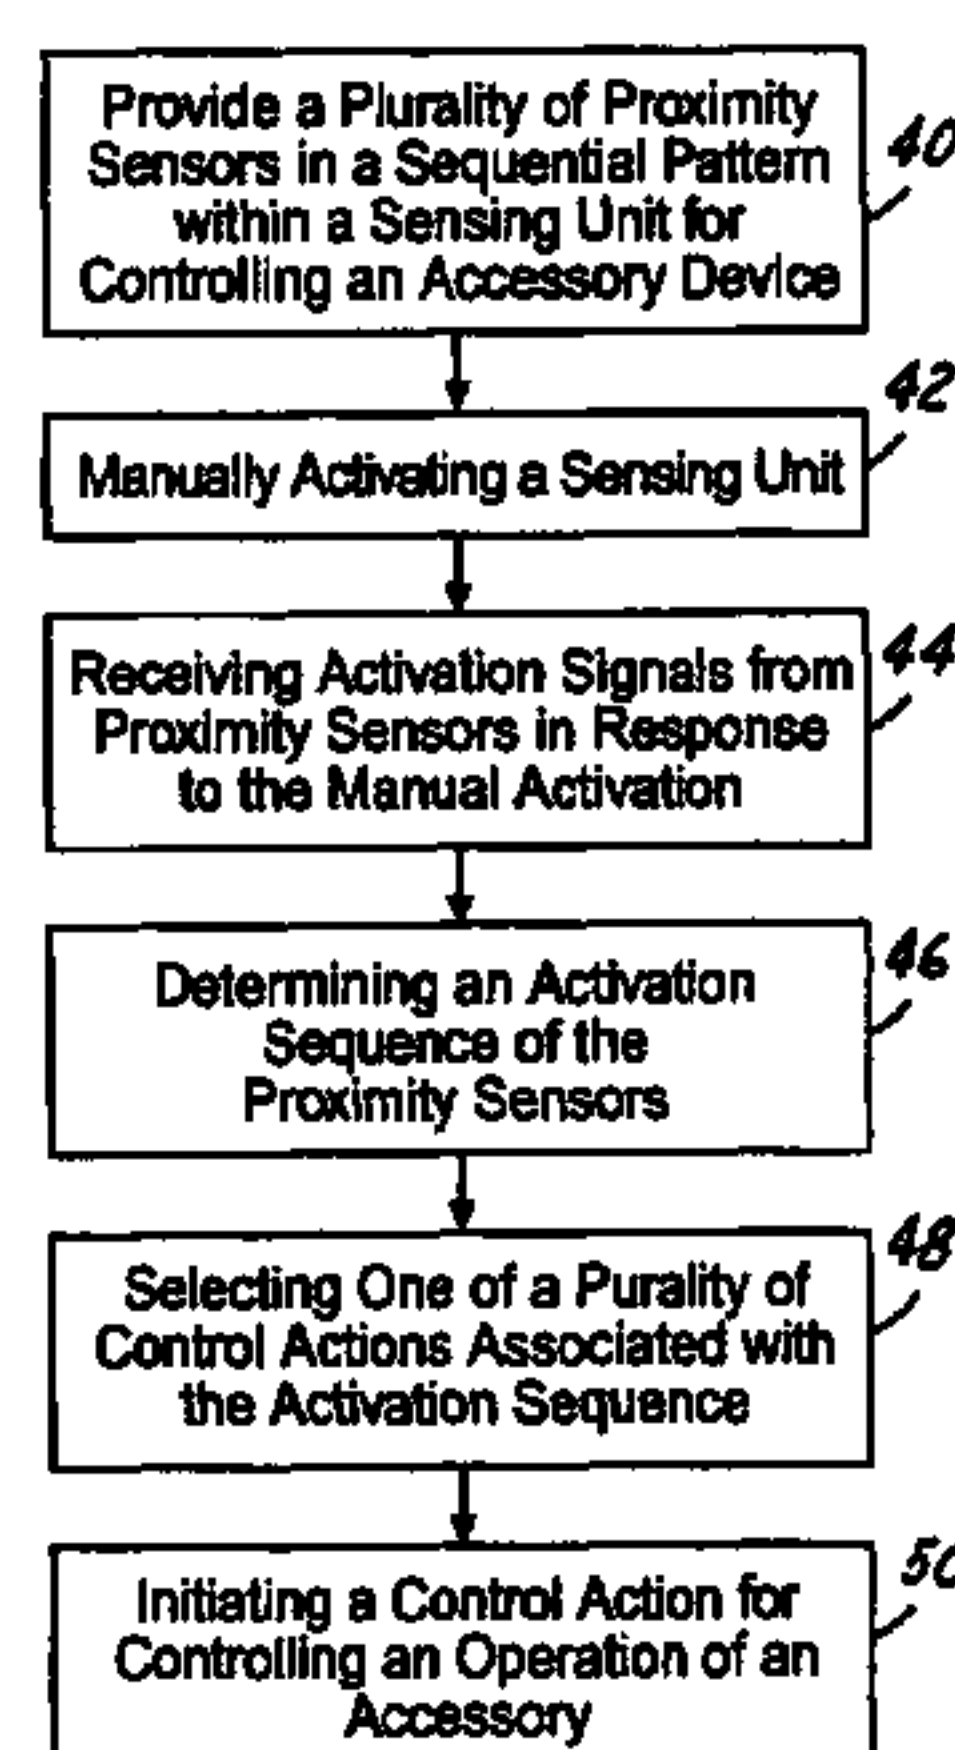 Provide a Plurality of Proximity
Sensors in a Sequential Pattern
within a Sensing Unit for
Controlling an Accessory Device
40
Manually Activating a Sensing Unit
42
Receiving Activation Signals from
Proximity Sensors in Response
to the Manual Activation
44
Determining an Activation
Sequence of the
Proximity Sensors
46
Selecting One of a Purality of
Control Actions Associated with
the Activation Sequence
48
Initiating a Control Action for
Controlling an Operation of an
Accessory
50